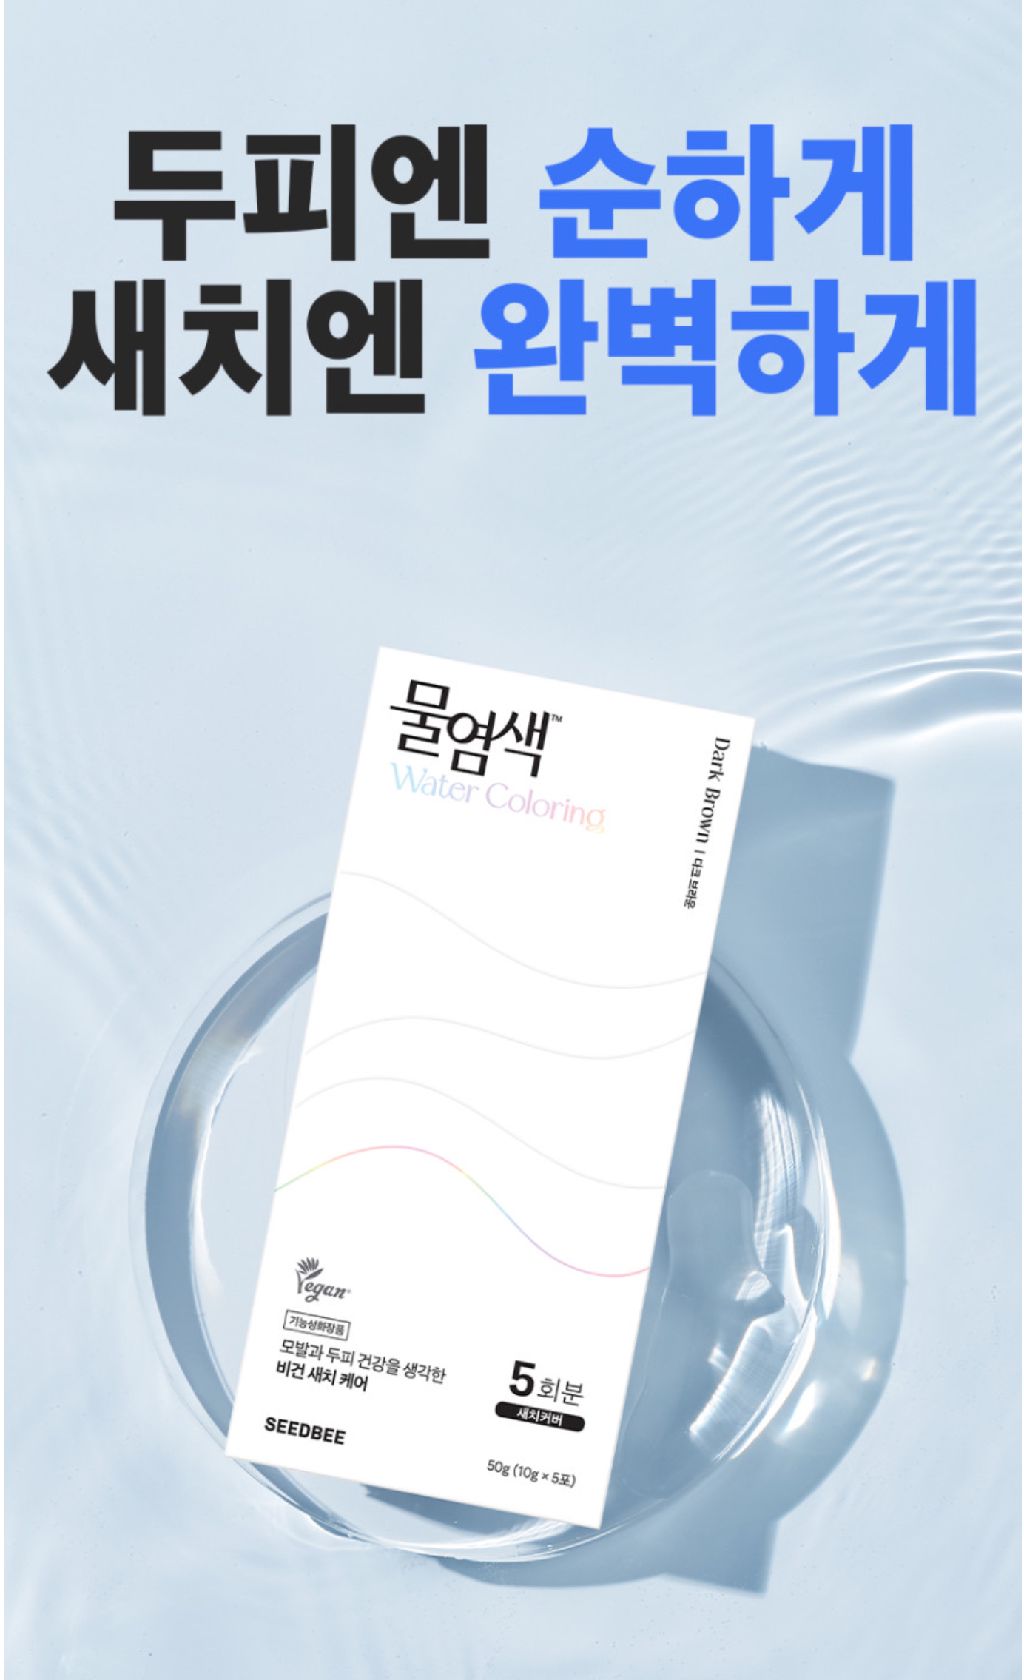 두피엔 순하게
새치엔 완벽하게
물염색™
Water Coloring
Dark Brown | 다크 브라운
Vegan
기능성화장품
모발과 두피 건강을 생각한
비건 새치 케어
SEEDBEE
5회분
새치커버
50g (10g × 5포)